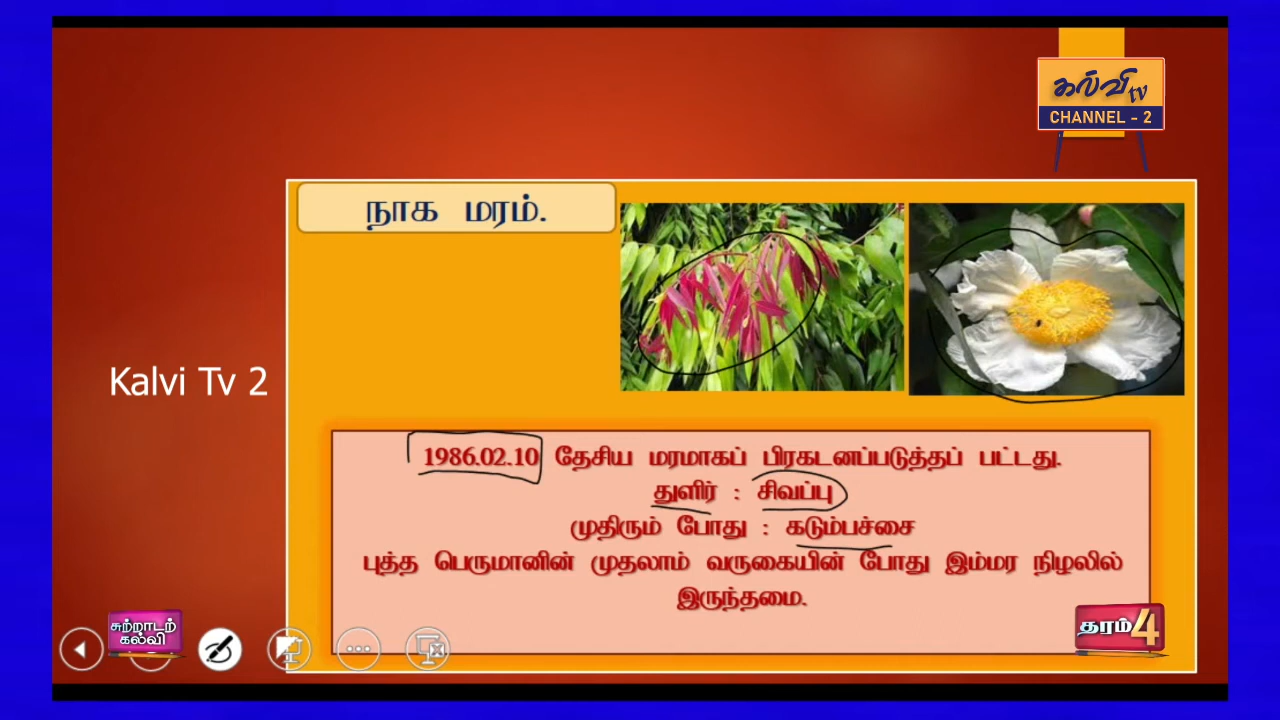 கல்வி tv
CHANNEL - 2
நாக மரம்.
Kalvi Tv 2
1986.02.10 தேசிய மரமாகப் பிரகடனப்படுத்தப் பட்டது.
துளிர் : சிவப்பு
முதிரும் போது : கடும்பச்சை
புத்த பெருமானின் முதலாம் வருகையின் போது இம்மர நிழலில்
இருந்தமை.
சுற்றாடற்
கல்வி
தரம் 4